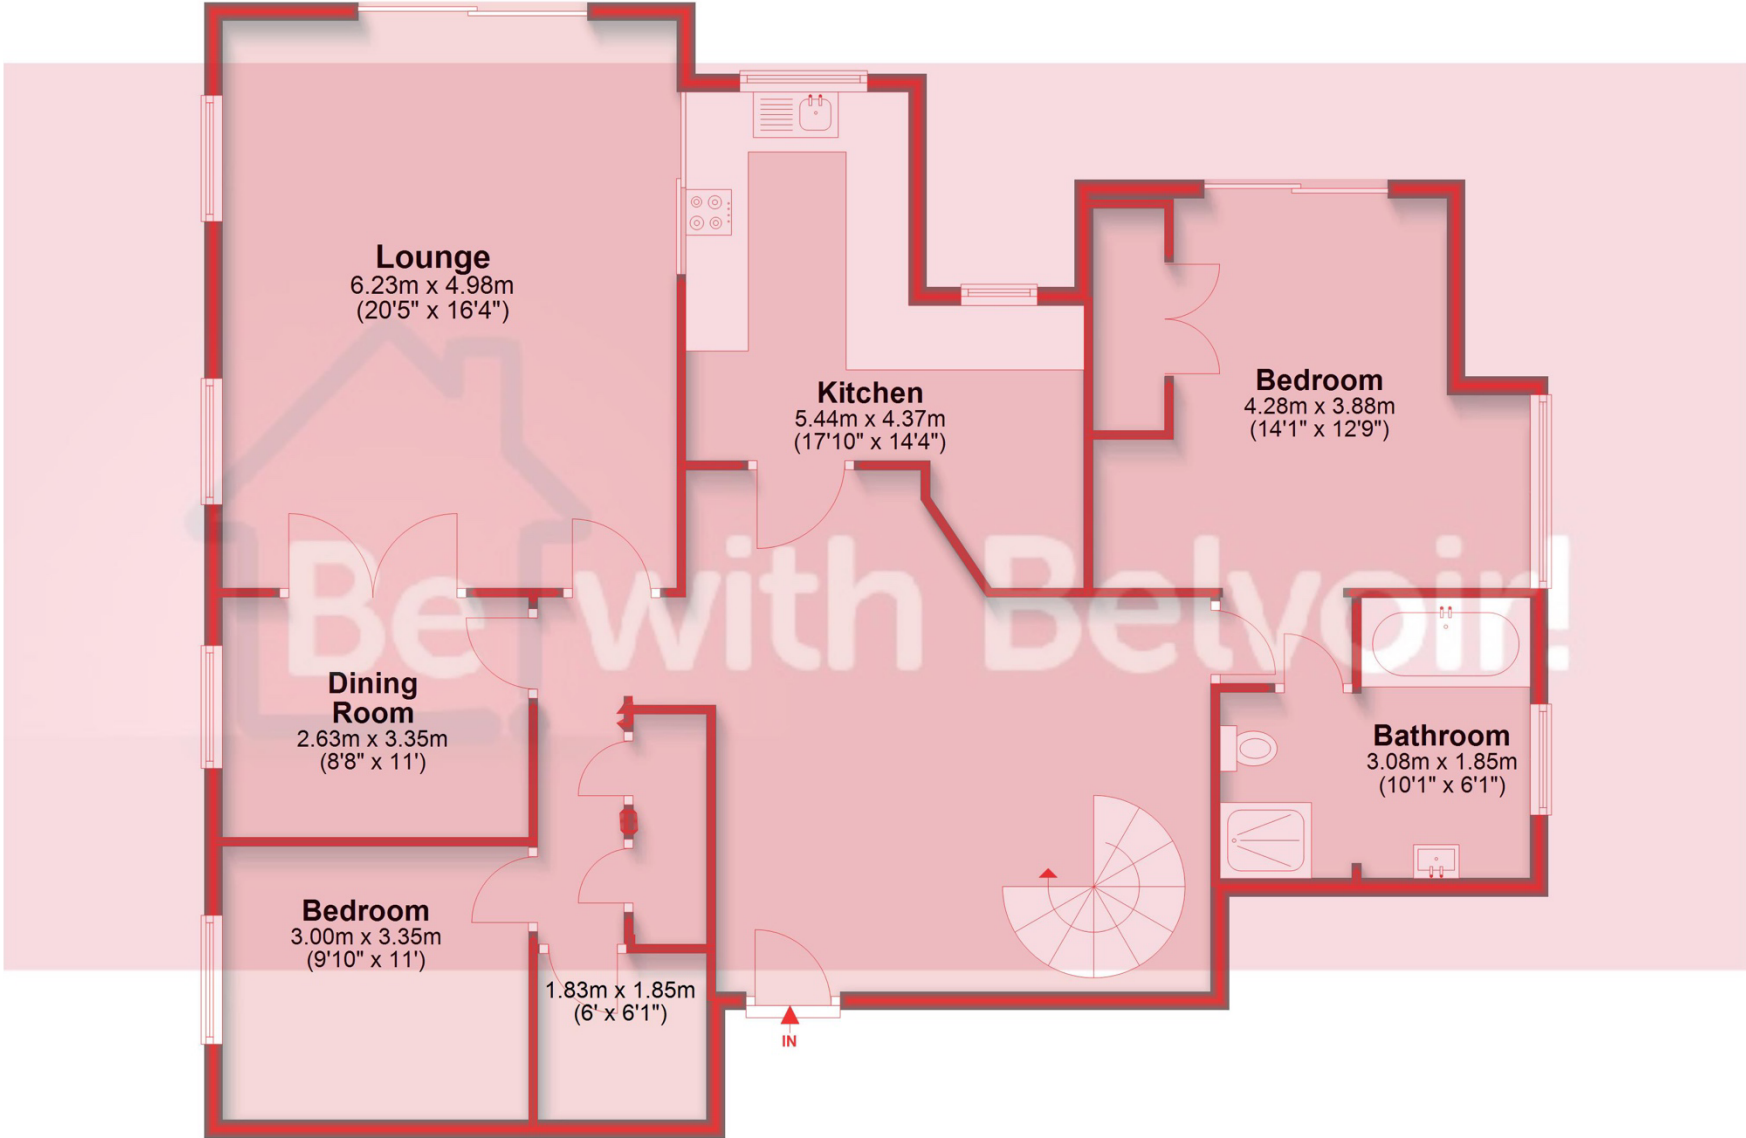 Lounge
6.23m x 4.98m
(20'5" x 16'4")
Kitchen
5.44m x 4.37m
(17'10" x 14'4")
Bedroom
4.28m x 3.88m
(14'1" x 12'9")
Be with Belvoir!
Dining
Room
2.63m x 3.35m
(8'8" x 11')
Bathroom
3.08m x 1.85m
(10'1" x 6'1")
Bedroom
3.00m x 3.35m
(9'10" x 11')
1.83m x 1.85m
(6' x 6'1")
IN